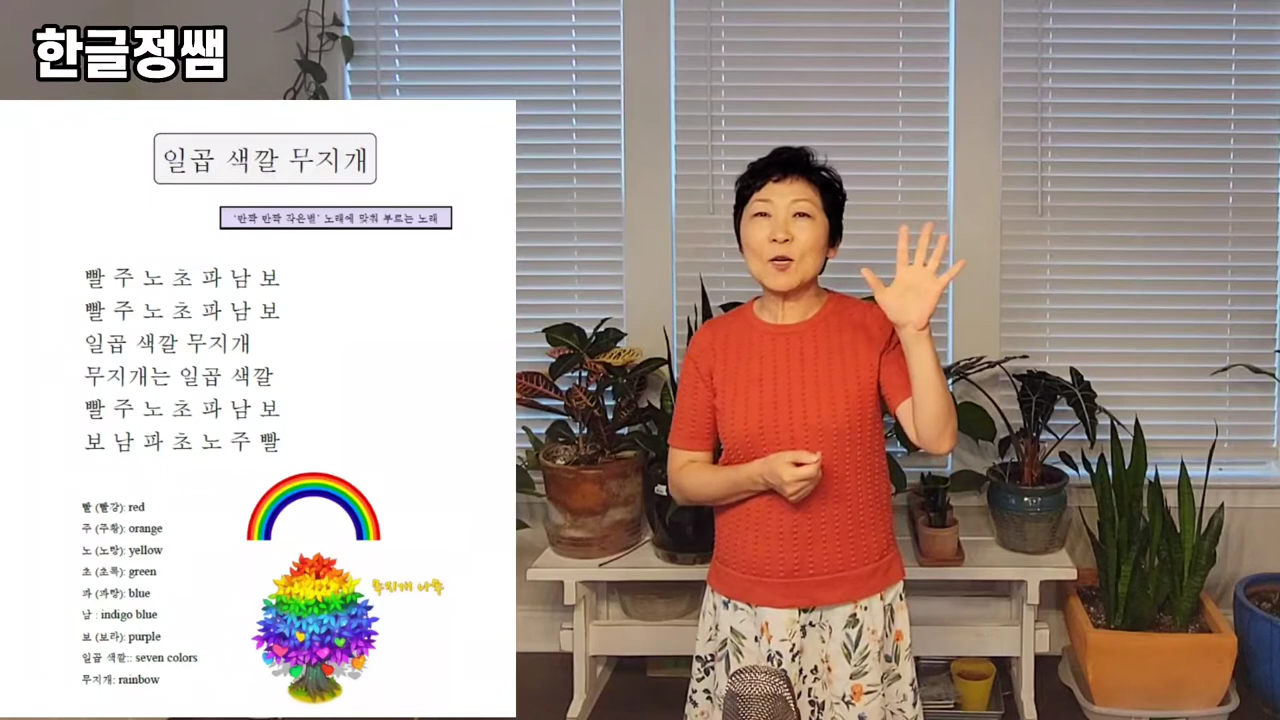 한글정쌤
일곱 색깔 무지개
'반짝 반짝 작은별' 노래에 맞춰 부르는 노래
빨 주 노 초 파 남 보
빨 주 노 초 파 남 보
일곱 색깔 무지개
무지개는 일곱 색깔
빨 주 노 초 파 남 보
보 남 파 초 노 주 빨
빨 (빨강): red
주 (주황): orange
노 (노랑): yellow
초 (초록): green
파 (파랑): blue
남 : indigo blue
보 (보라): purple
일곱 색깔:: seven colors
무지개: rainbow
무지개 나무